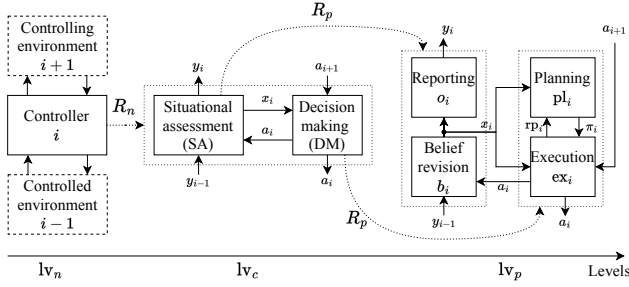 Controlling
environment
i + 1
Controller
i
Controlled
environment
i − 1
R_n
R_p
y_i
a_{i+1}
Situational
assessment
(SA)
x_i
a_i
Decision
making
(DM)
y_{i−1}
a_i
R_p
y_i
a_{i+1}
Reporting
o_i
Planning
pl_i
x_i
rp_i
π_i
Belief
revision
b_i
Execution
ex_i
a_i
y_{i−1}
a_i
lv_n
lv_c
lv_p
Levels